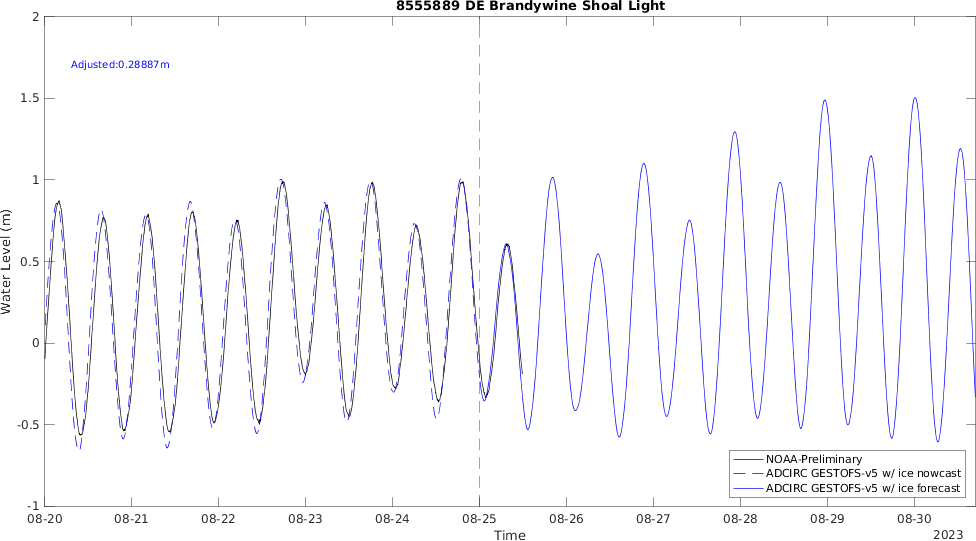 8555889 DE Brandywine Shoal Light
2
1.5
1
0.5
0
-0.5
-1
Water Level (m)
Adjusted:0.28887m
NOAA-Preliminary
ADCIRC GESTOFS-v5 w/ ice nowcast
ADCIRC GESTOFS-v5 w/ ice forecast
08-20 08-21 08-22 08-23 08-24 08-25 08-26 08-27 08-28 08-29 08-30
Time
2023